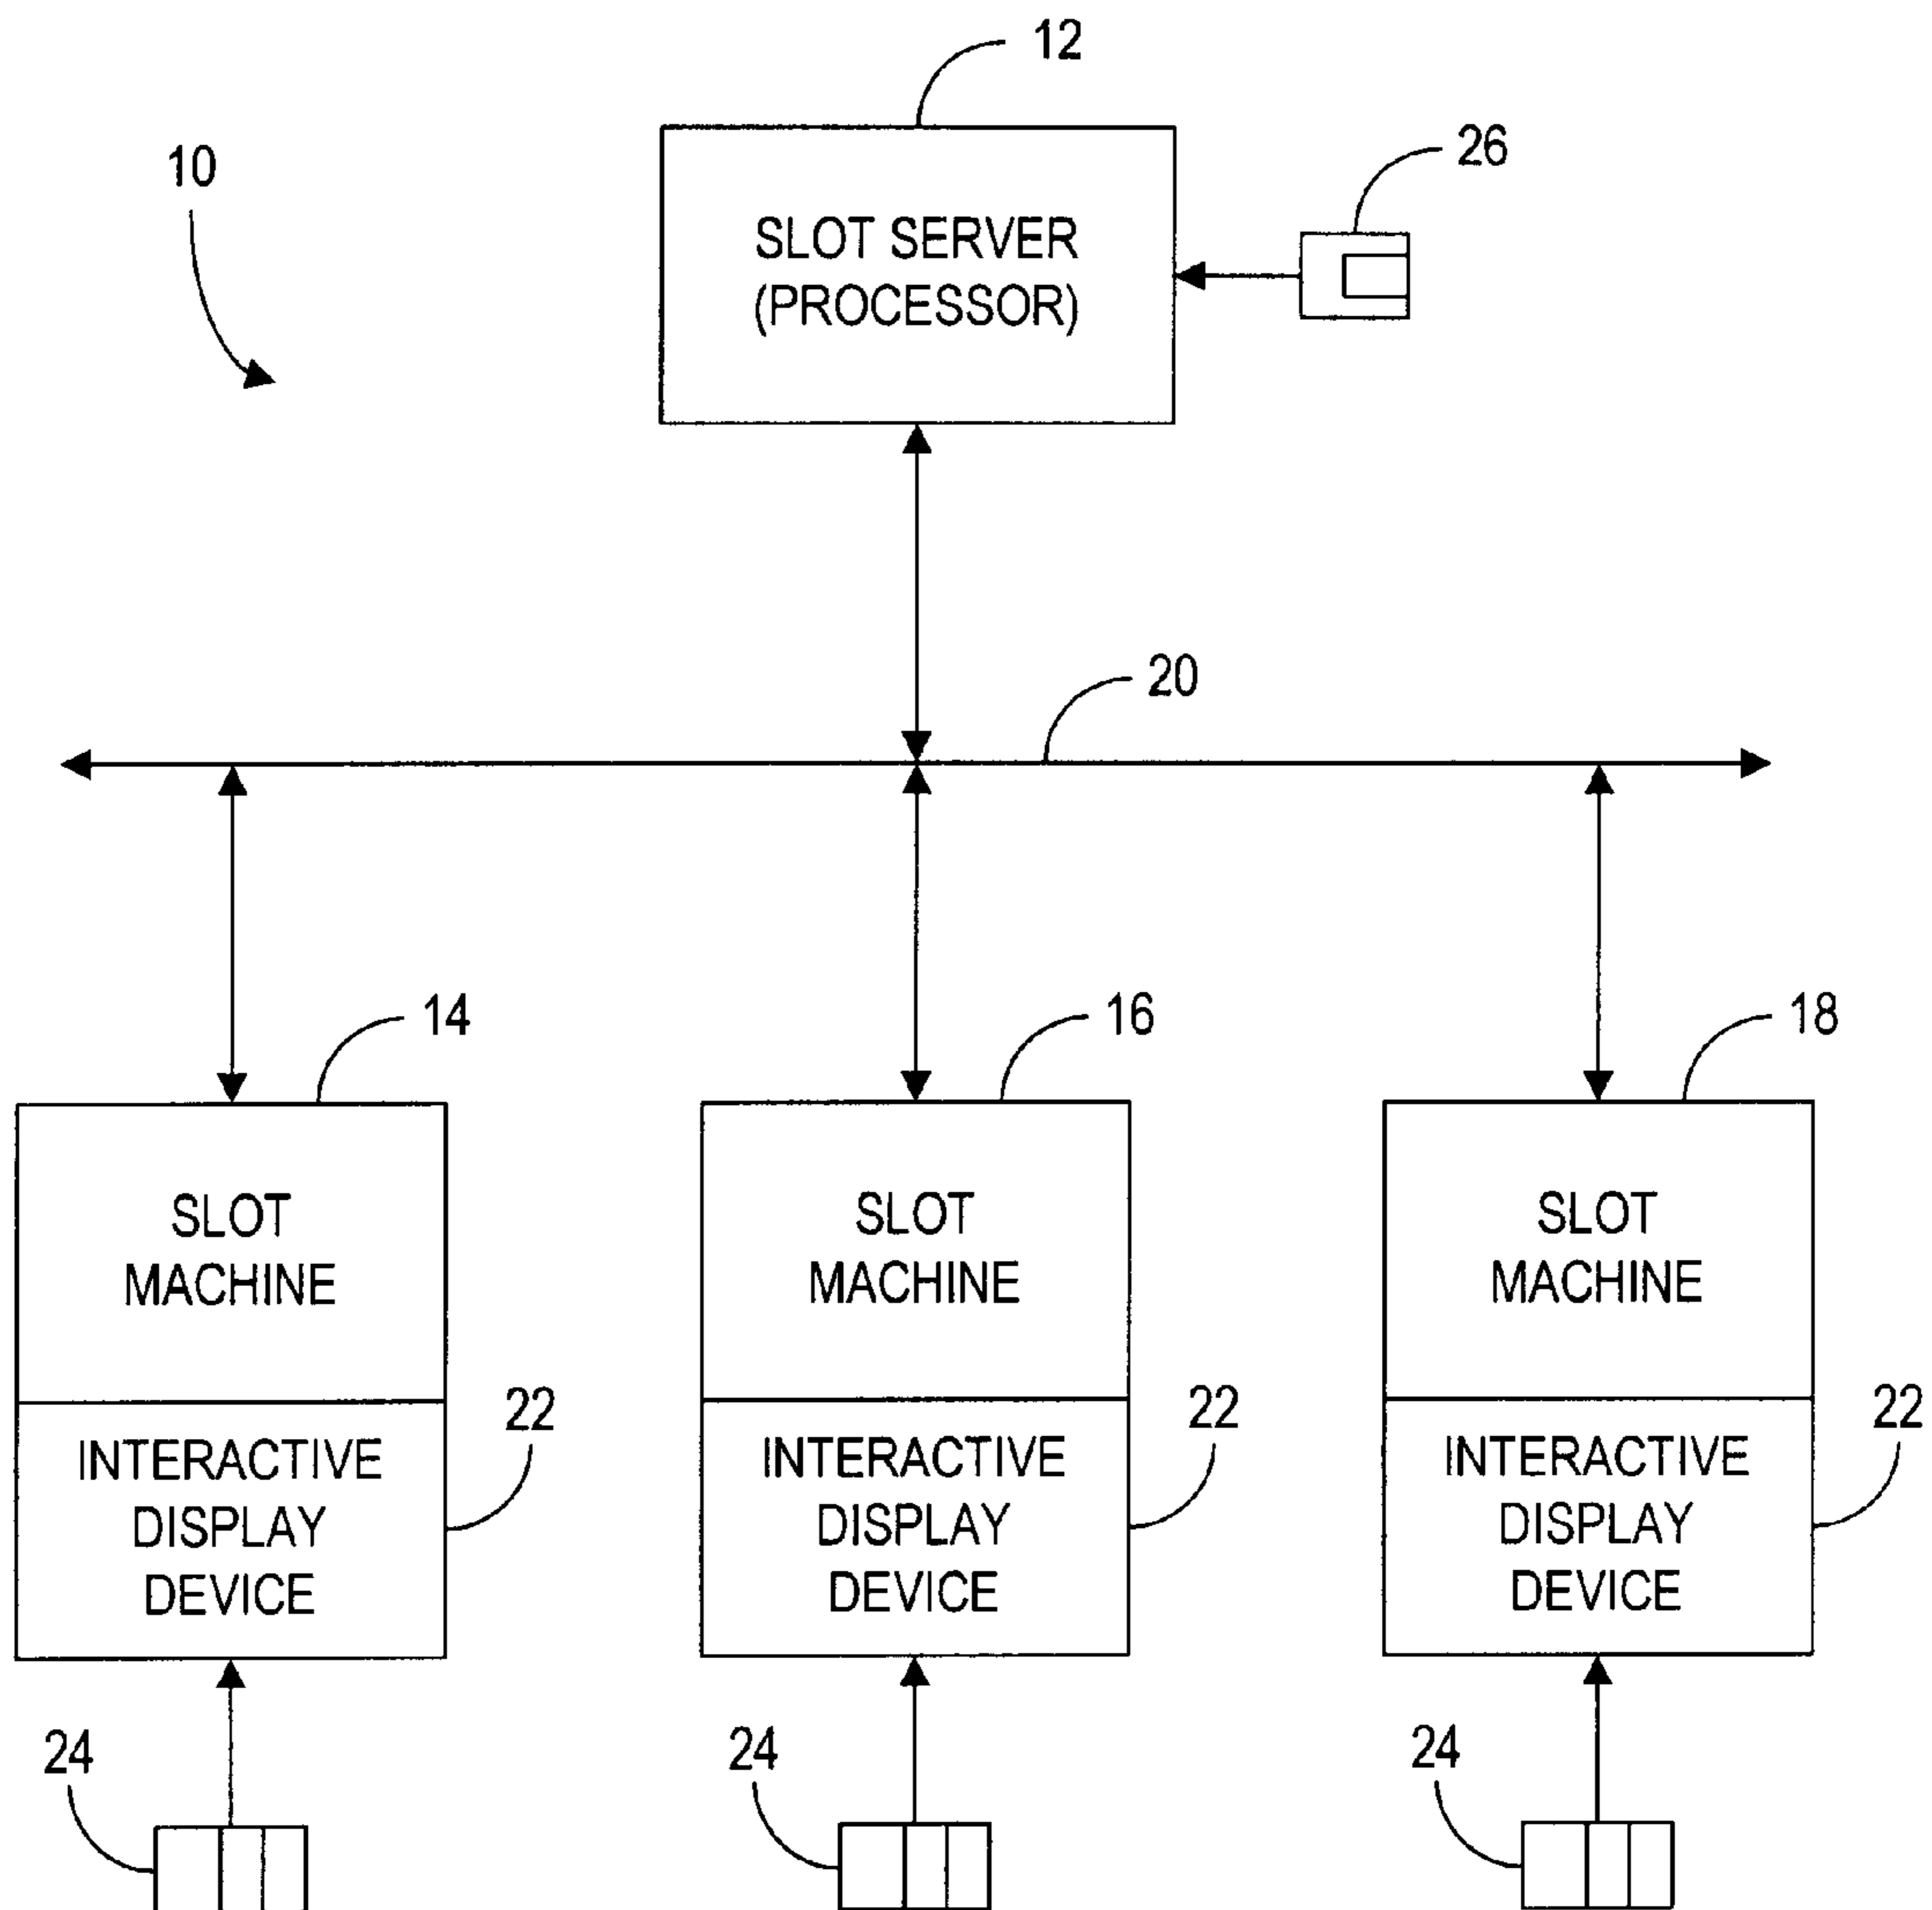 12
10
26
SLOT SERVER
(PROCESSOR)
20
14
16
18
SLOT
MACHINE
SLOT
MACHINE
SLOT
MACHINE
22
22
22
INTERACTIVE
DISPLAY
DEVICE
INTERACTIVE
DISPLAY
DEVICE
INTERACTIVE
DISPLAY
DEVICE
24
24
24